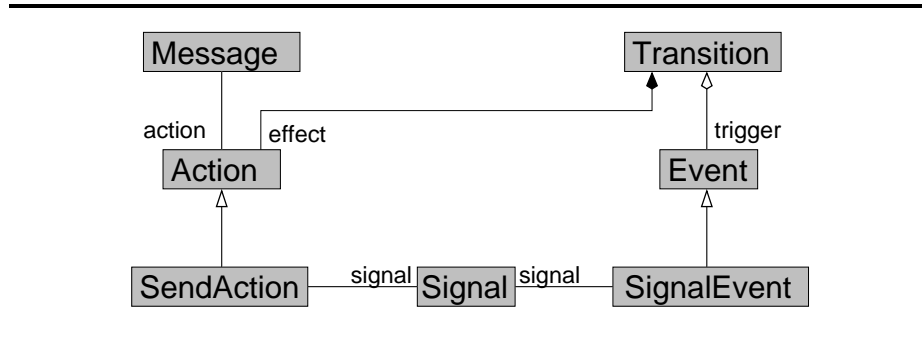 Message
Transition
action
effect
trigger
Action
Event
SendAction
signal
Signal
signal
SignalEvent